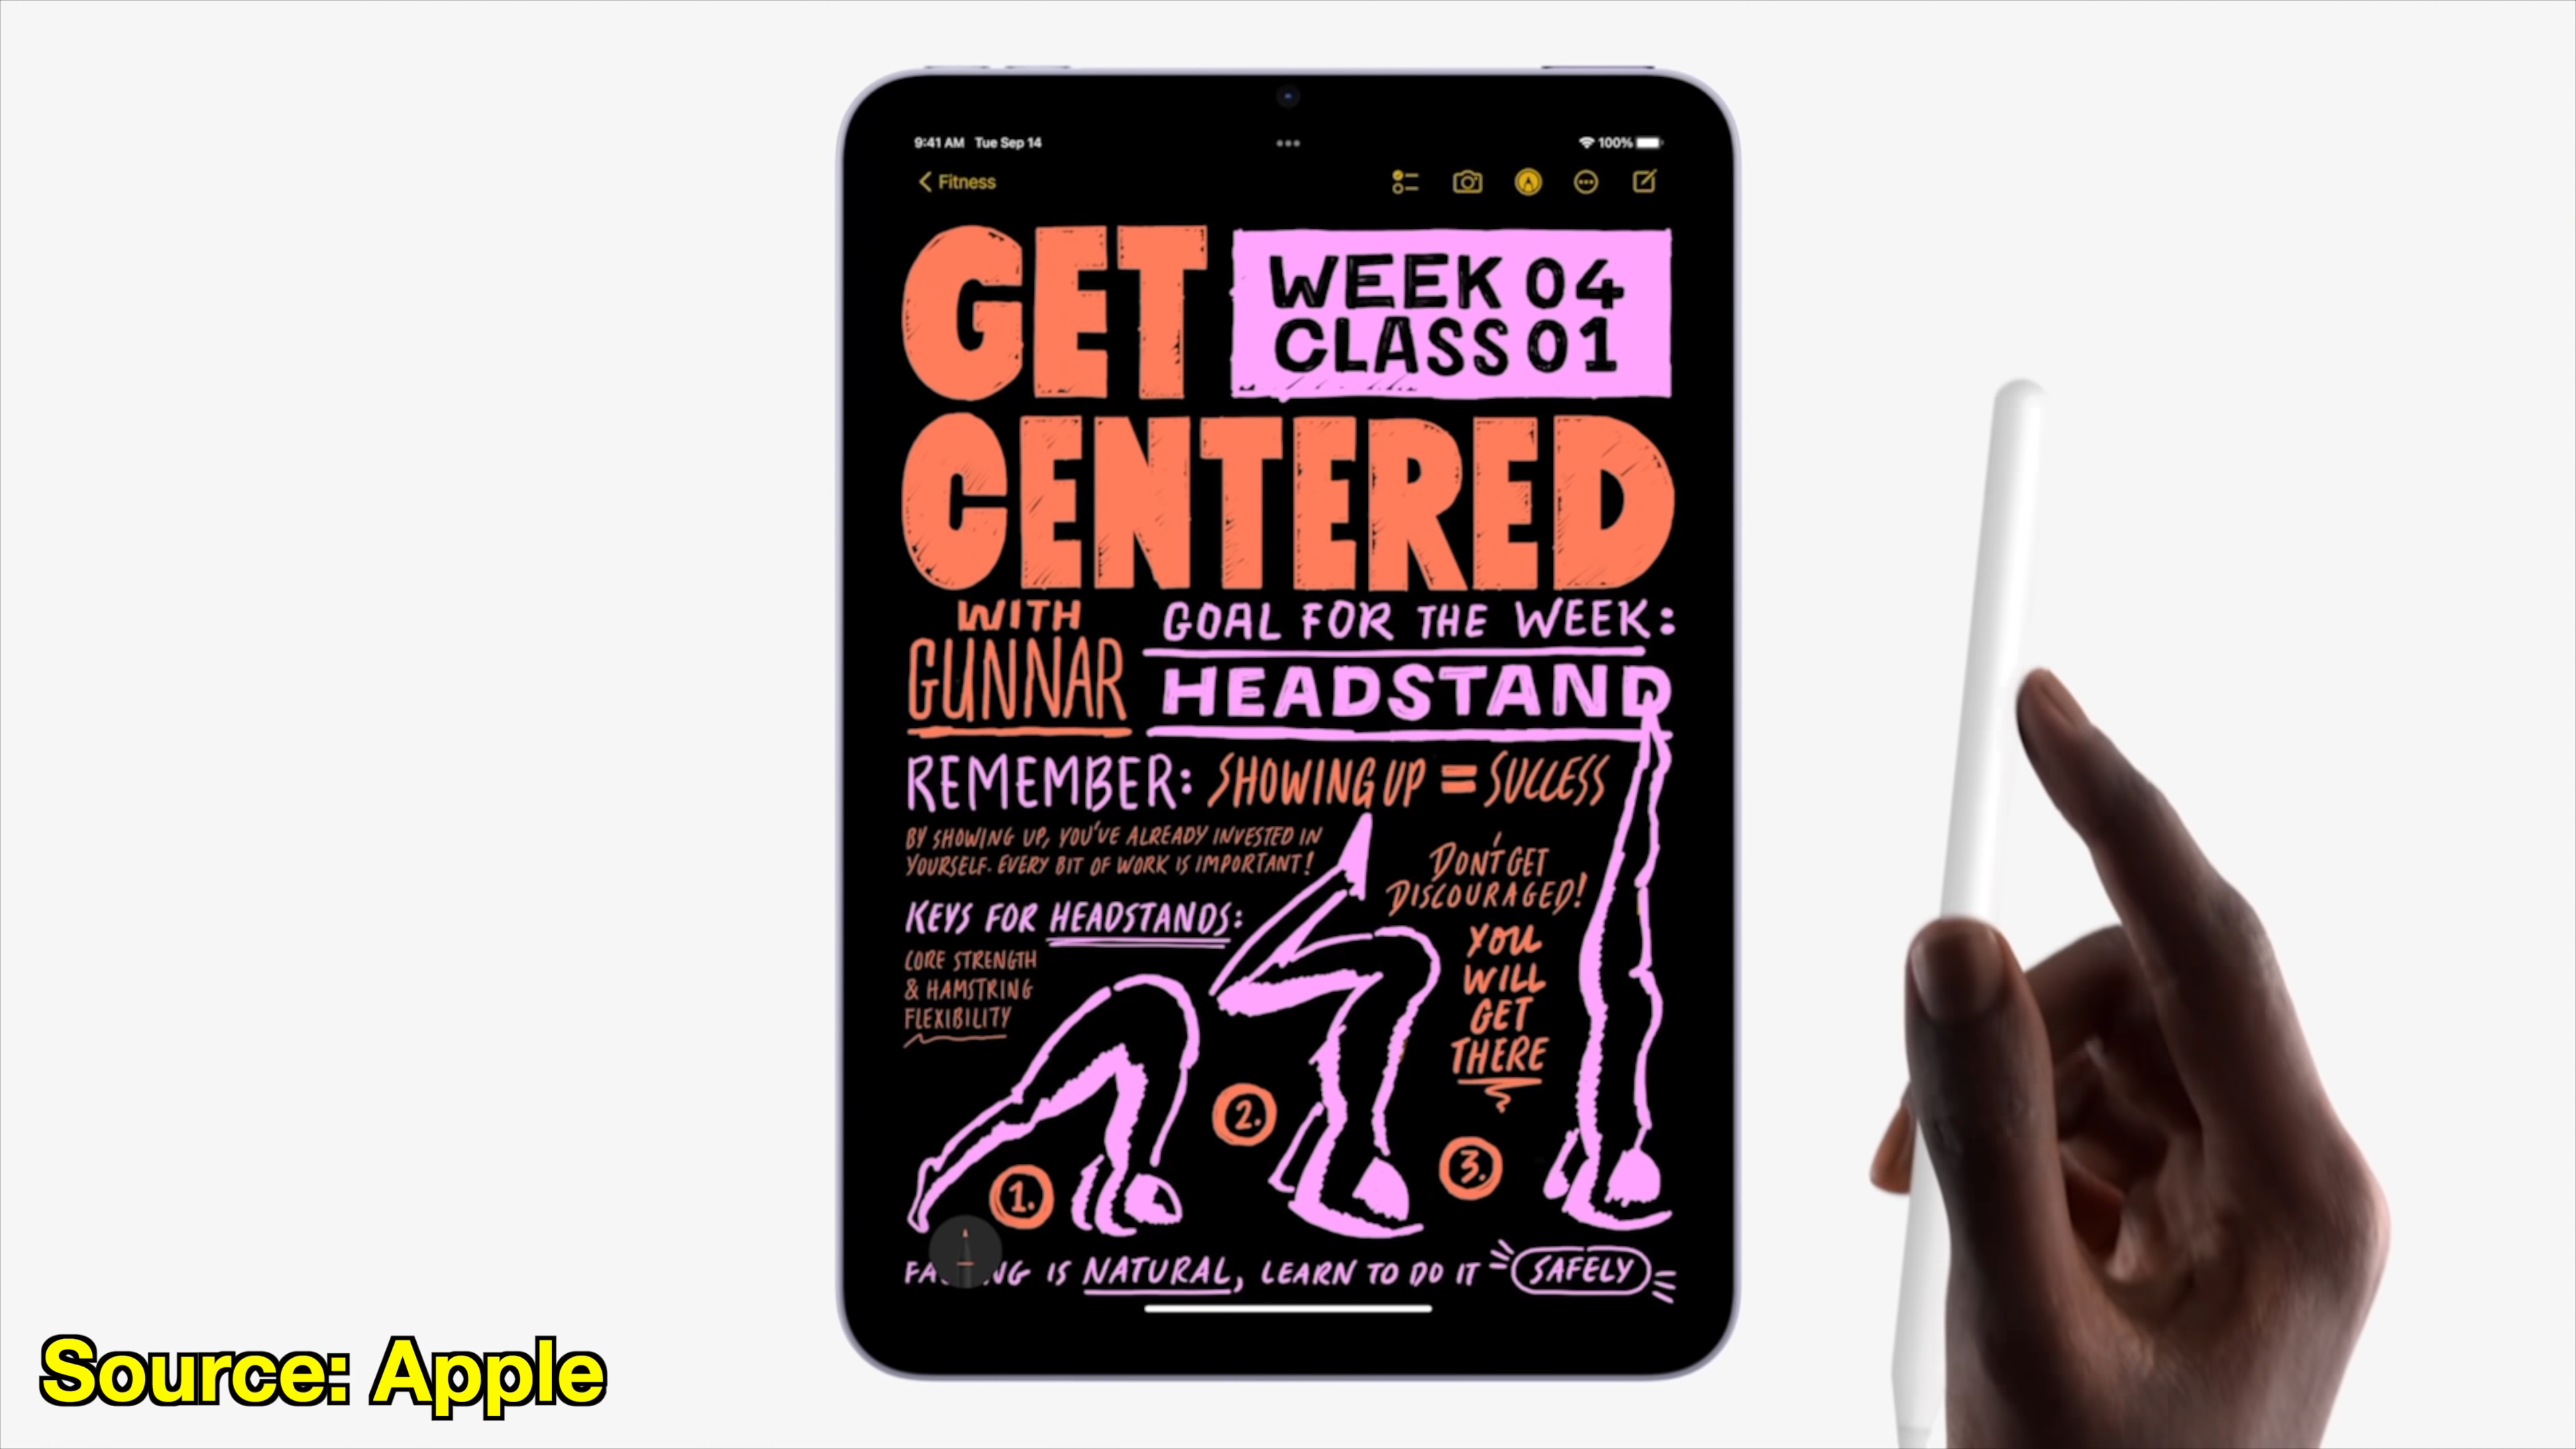 9:41 AM Tue Sep 14
100%
Fitness
GET
WEEK 04
CLASS 01
CENTERED
WITH
GUNNAR
GOAL FOR THE WEEK:
HEADSTAND
REMEMBER: SHOWING UP = SUCCESS
BY SHOWING UP, YOU'VE ALREADY INVESTED IN
YOURSELF. EVERY BIT OF WORK IS IMPORTANT!
DON'T GET
DISCOURAGED!
YOU
WILL
GET
THERE
KEYS FOR HEADSTANDS:
CORE STRENGTH
& HAMSTRING
FLEXIBILITY
1.
2.
3.
IS NATURAL, LEARN TO DO IT SAFELY
Source: Apple